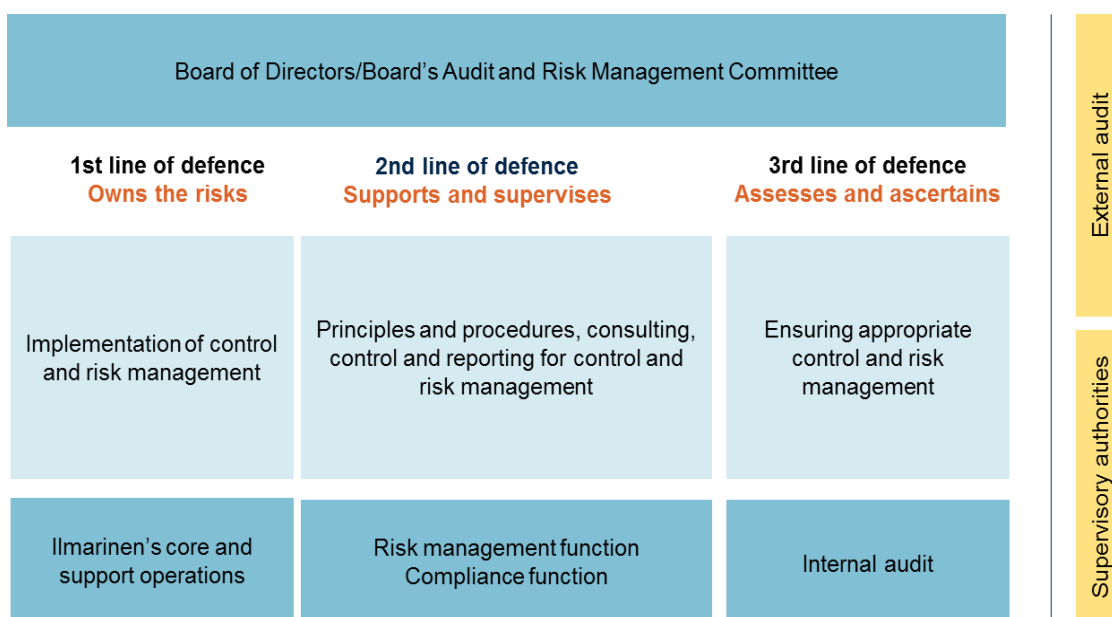 Board of Directors/Board's Audit and Risk Management Committee
1st line of defence
Owns the risks
2nd line of defence
Supports and supervises
3rd line of defence
Assesses and ascertains
Implementation of control
and risk management
Principles and procedures, consulting,
control and reporting for control and
risk management
Ensuring appropriate
control and risk
management
Ilmarinen's core and
support operations
Risk management function
Compliance function
Internal audit
External audit
Supervisory authorities